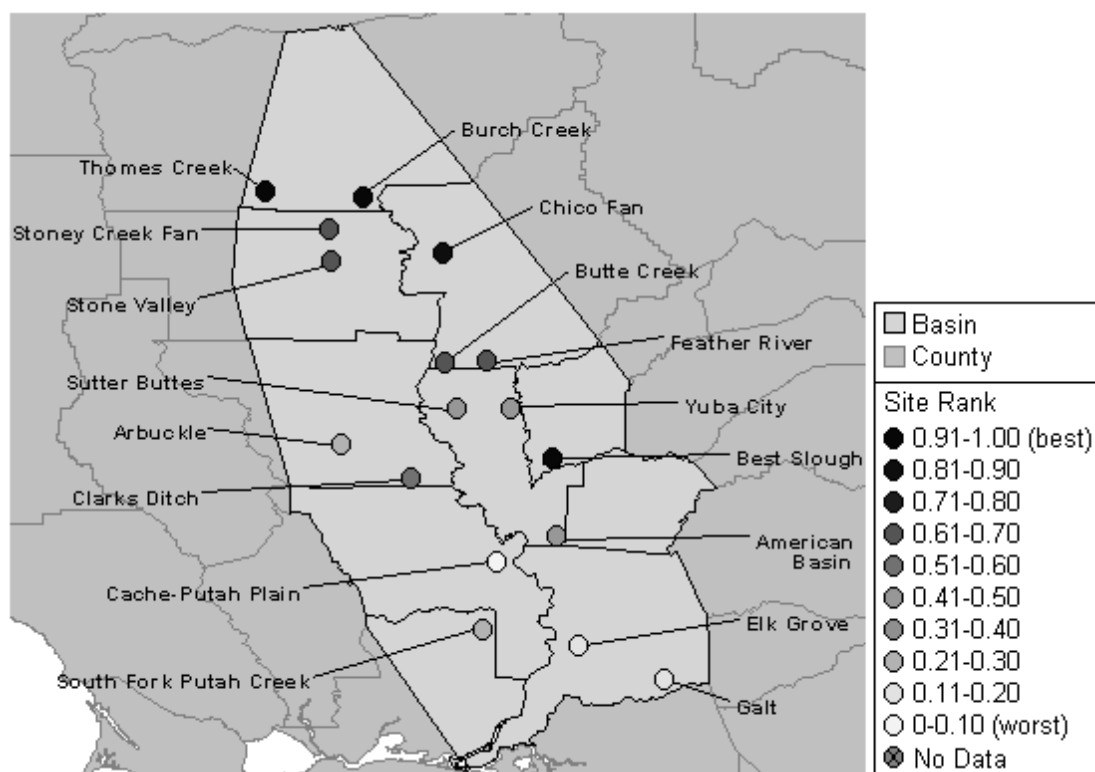 Burch Creek
Thomes Creek
Chico Fan
Stoney Creek Fan
Butte Creek
Stone Valley
Feather River
Sutter Buttes
Yuba City
Arbuckle
Best Slough
Clarks Ditch
American
Basin
Cache-Putah Plain
Elk Grove
South Fork Putah Creek
Galt
Basin
County
Site Rank
0.91-1.00 (best)
0.81-0.90
0.71-0.80
0.61-0.70
0.51-0.60
0.41-0.50
0.31-0.40
0.21-0.30
0.11-0.20
0-0.10 (worst)
No Data